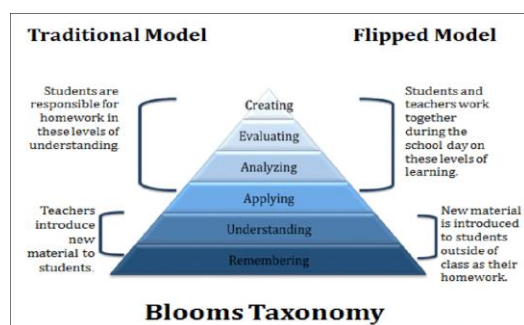 Traditional Model
Flipped Model
Students are
responsible for
homework in
these levels of
understanding.
Teachers
introduce
new
material to
students.
Creating
Evaluating
Analyzing
Applying
Understanding
Remembering
Students and
teachers work
together
during the
school day on
these levels of
learning.
New material
is introduced
to students
outside of
class as their
homework.
Blooms Taxonomy